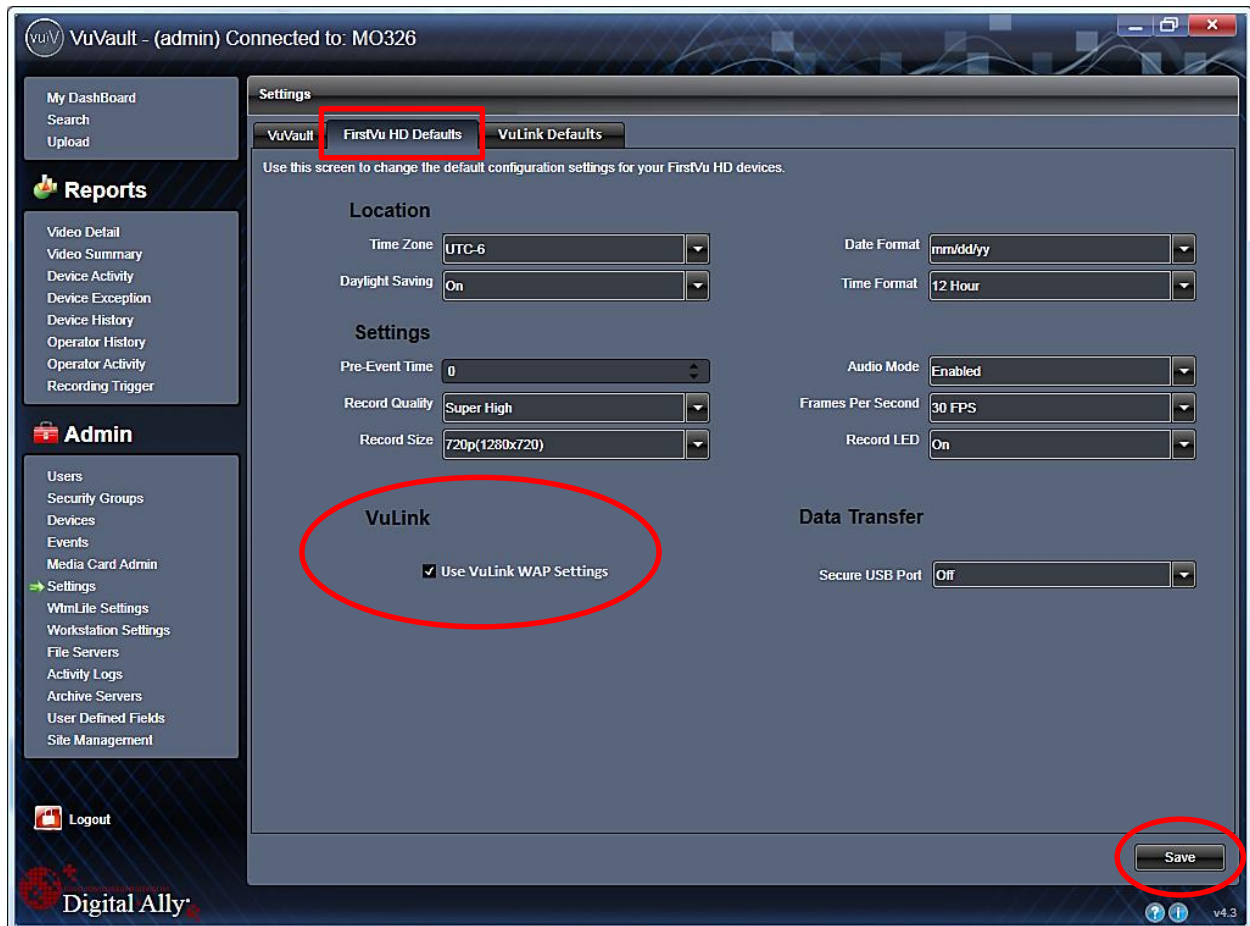 vuV VuVault - (admin) Connected to: MO326
My DashBoard
Search
Upload
Reports
Video Detail
Video Summary
Device Activity
Device Exception
Device History
Operator History
Operator Activity
Recording Trigger
Admin
Users
Security Groups
Devices
Events
Media Card Admin
Settings
WtmLite Settings
Workstation Settings
File Servers
Activity Logs
Archive Servers
User Defined Fields
Site Management
Logout
Digital Ally
Settings
VuVault FirstVu HD Defaults VuLink Defaults
Use this screen to change the default configuration settings for your FirstVu HD devices.
Location
Time Zone UTC-6 Date Format mm/dd/yy
Daylight Saving On Time Format 12 Hour
Settings
Pre-Event Time 0 Audio Mode Enabled
Record Quality Super High Frames Per Second 30 FPS
Record Size 720p(1280x720) Record LED On
VuLink Data Transfer
Use VuLink WAP Settings Secure USB Port Off
Save
v4.3